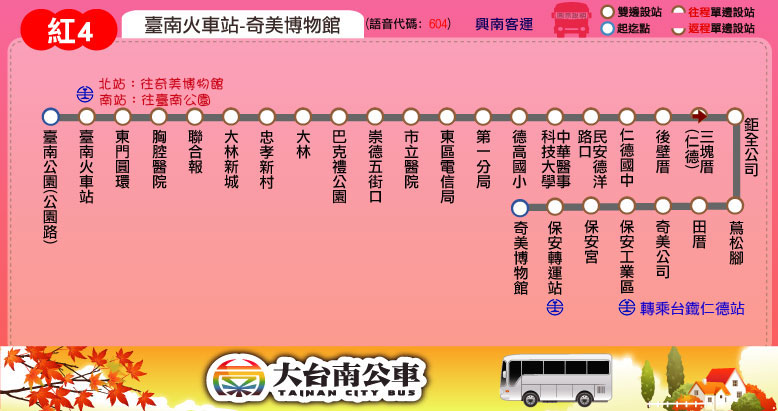 紅4
臺南火車站-奇美博物館
(語音代碼：604)
興南客運
雙邊設站
起迄點
往程單邊設站
返程單邊設站
北站：往奇美博物館
南站：往臺南公園
臺南公園(公園路)
臺南火車站
東門圓環
胸腔醫院
聯合報
大林新城
忠孝新村
大林
巴克禮公園
崇德五街口
市立醫院
東區電信局
第一分局
德高國小
中華醫事科技大學
民安德洋路口
仁德國中
後壁厝
三塊厝(仁德)
鉅全公司
蔦松腳
田厝
奇美公司
保安工業區
保安宮
保安轉運站
奇美博物館
轉乘台鐵仁德站
大台南公車
TAINAN CITY BUS